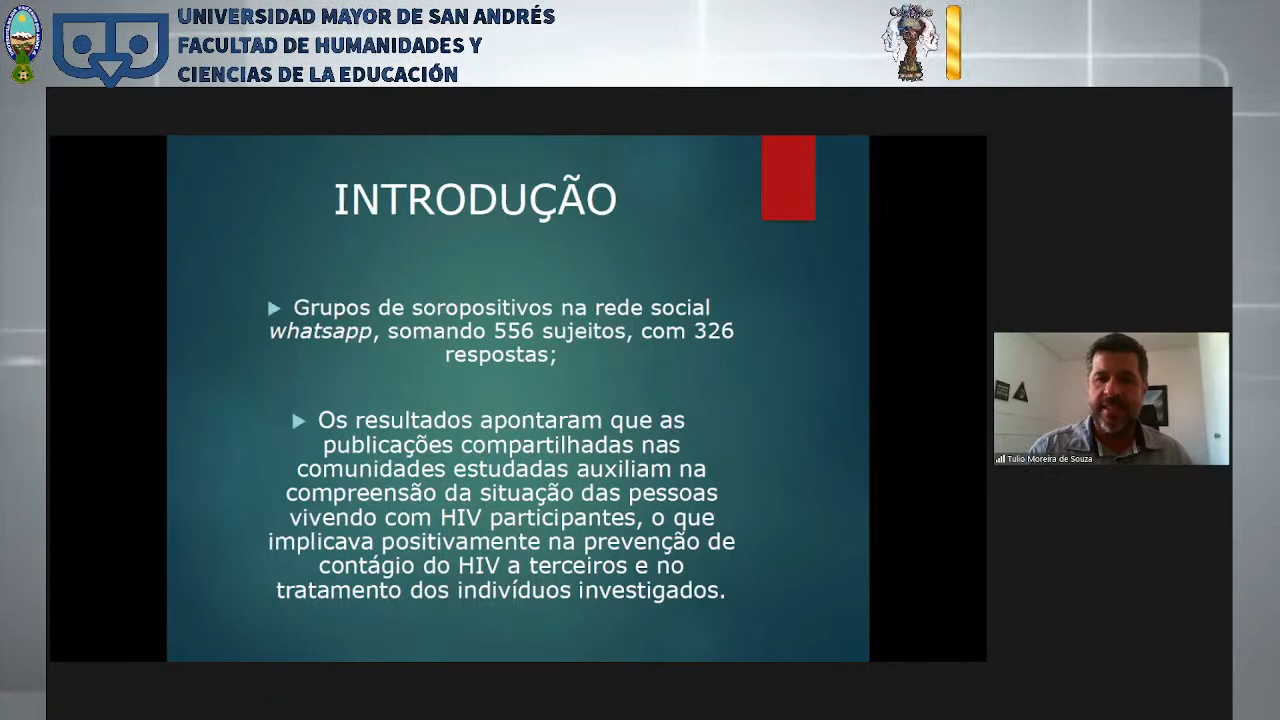 UNIVERSIDAD MAYOR DE SAN ANDRÉS
FACULTAD DE HUMANIDADES Y
CIENCIAS DE LA EDUCACIÓN
INTRODUÇÃO
Grupos de soropositivos na rede social
whatsapp, somando 556 sujeitos, com 326
respostas;
Os resultados apontaram que as
publicações compartilhadas nas
comunidades estudadas auxiliam na
compreensão da situação das pessoas
vivendo com HIV participantes, o que
implicava positivamente na prevenção de
contágio do HIV a terceiros e no
tratamento dos indivíduos investigados.
Tulio Moreira de Souza